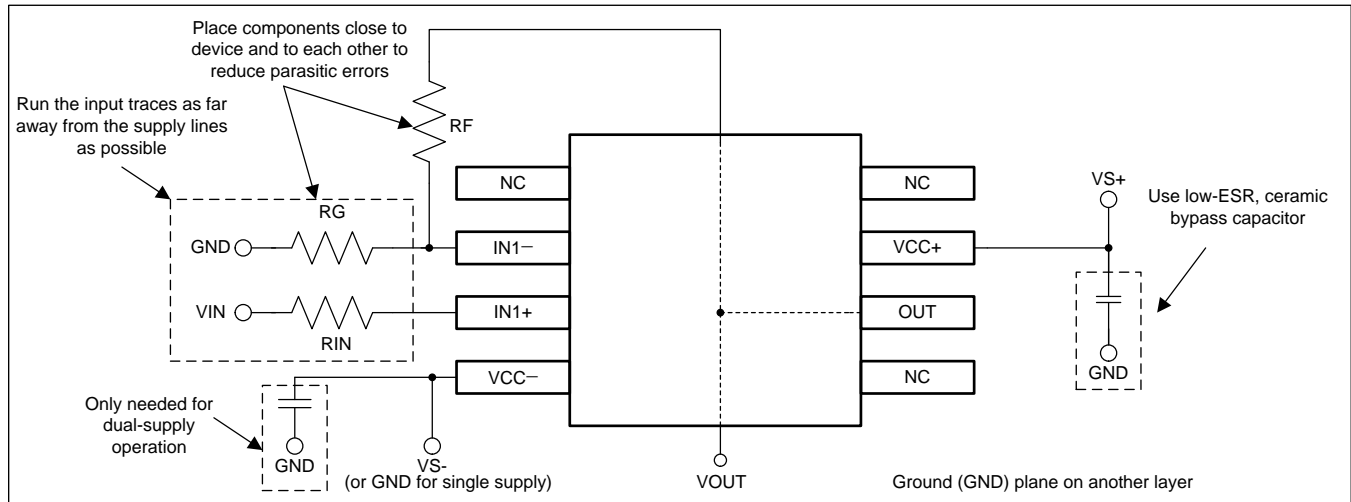 Place components close to
device and to each other to
reduce parasitic errors
Run the input traces as far
away from the supply lines
as possible
RF
NC
NC
VS+
Use low-ESR, ceramic
bypass capacitor
RG
GND
IN1−
VCC+
VIN
IN1+
OUT
RIN
VCC−
NC
GND
Only needed for
dual-supply
operation
GND
VS-
(or GND for single supply)
VOUT
Ground (GND) plane on another layer